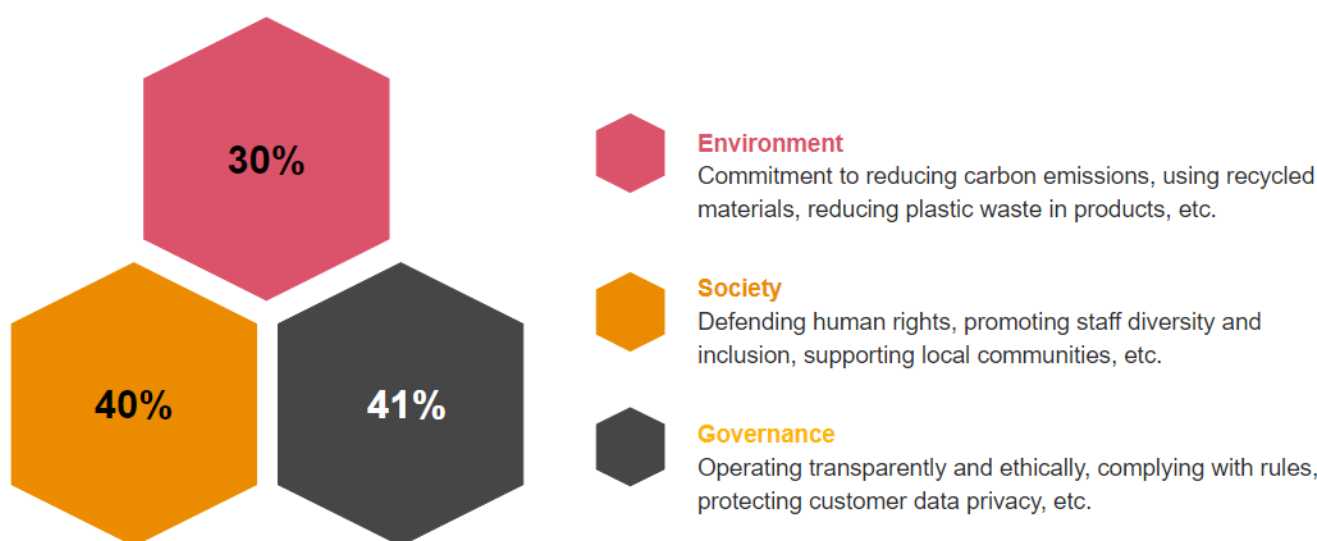 30%
40%
41%
Environment
Commitment to reducing carbon emissions, using recycled
materials, reducing plastic waste in products, etc.
Society
Defending human rights, promoting staff diversity and
inclusion, supporting local communities, etc.
Governance
Operating transparently and ethically, complying with rules,
protecting customer data privacy, etc.